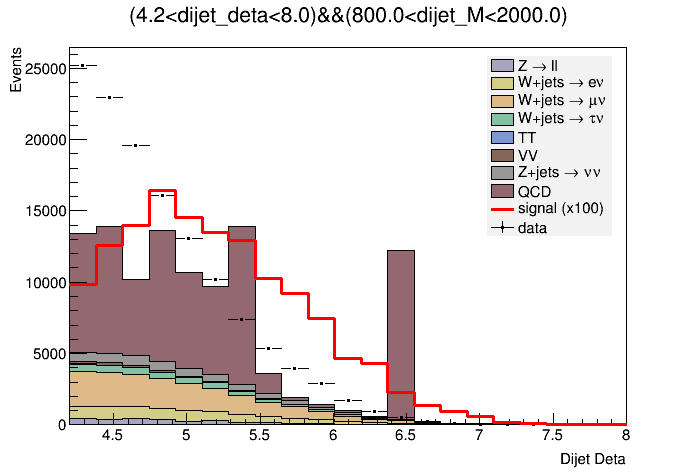 (4.2<dijet_deta<8.0)&&(800.0<dijet_M<2000.0)
Events
25000
20000
15000
10000
5000
0
4.5
5
5.5
6
6.5
7
7.5
8
Dijet Deta
Z → ll
W+jets → eν
W+jets → μν
W+jets → τν
TT
VV
Z+jets → νν
QCD
signal (x100)
data